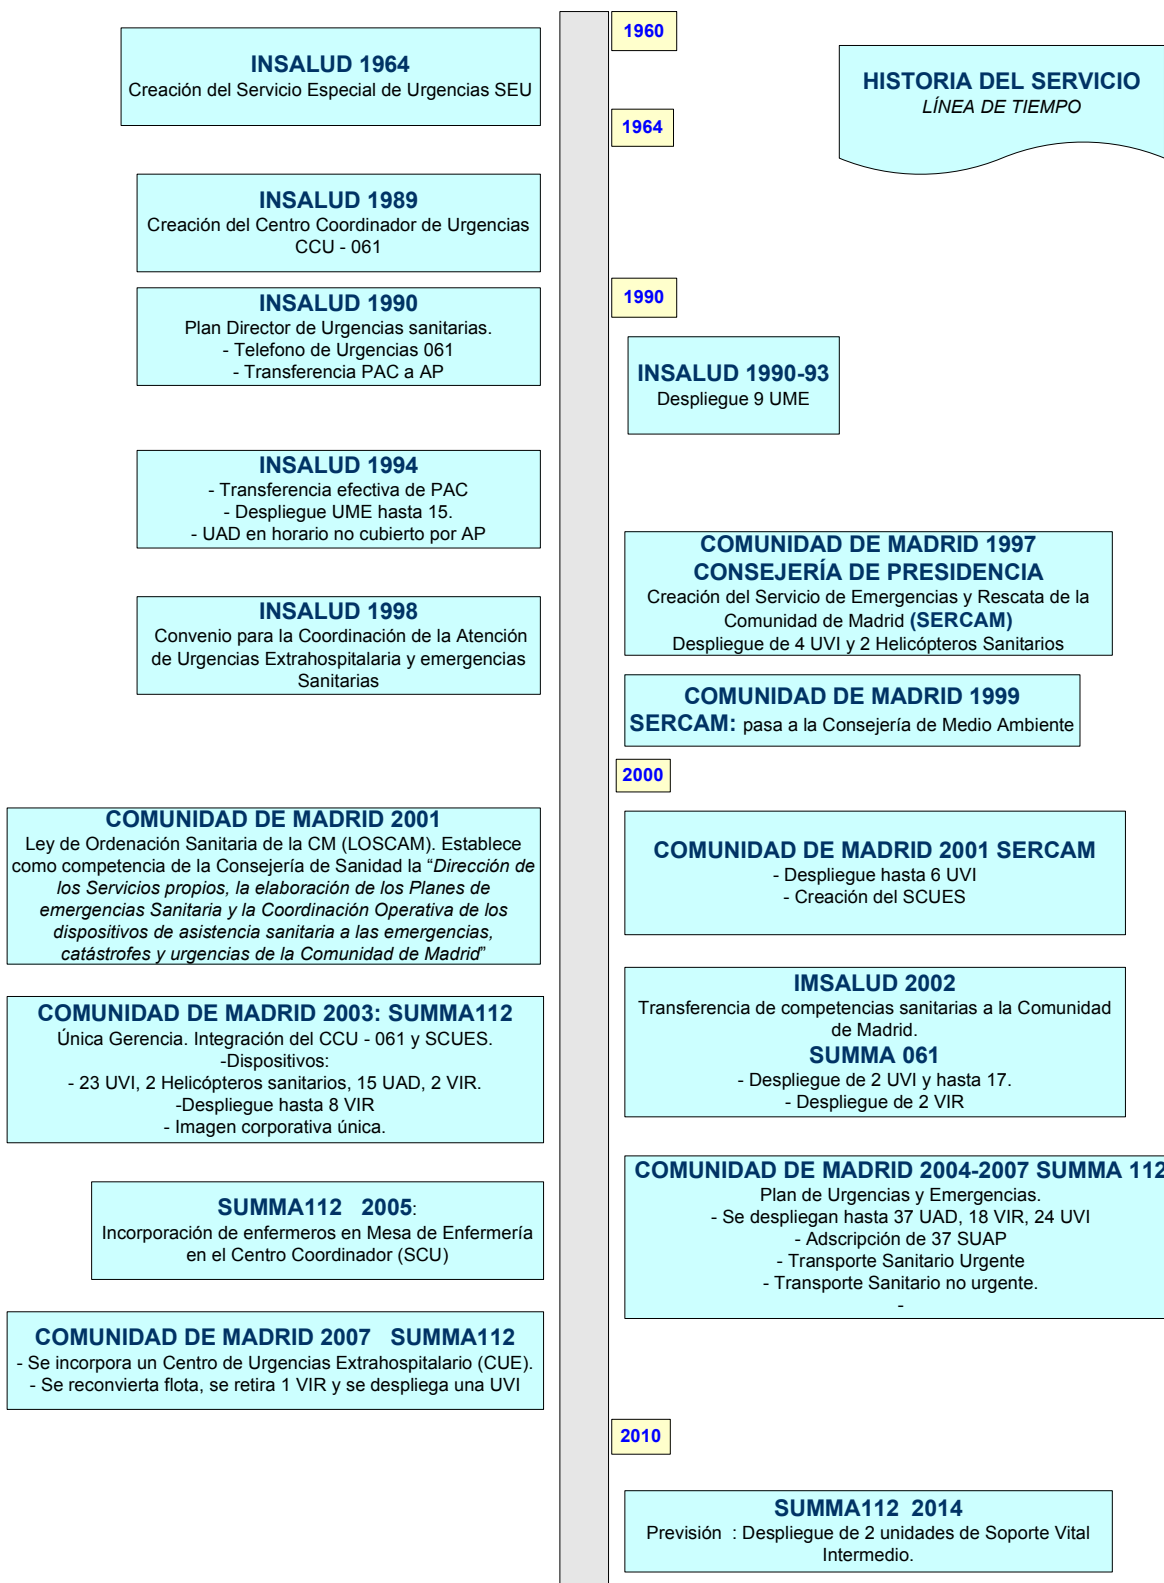 1960
INSALUD 1964
Creación del Servicio Especial de Urgencias SEU
HISTORIA DEL SERVICIO
LÍNEA DE TIEMPO
1964
INSALUD 1989
Creación del Centro Coordinador de Urgencias
CCU - 061
1990
INSALUD 1990
Plan Director de Urgencias sanitarias.
- Telefono de Urgencias 061
- Transferencia PAC a AP
INSALUD 1990-93
Despliegue 9 UME
INSALUD 1994
- Transferencia efectiva de PAC
- Despliegue UME hasta 15.
- UAD en horario no cubierto por AP
COMUNIDAD DE MADRID 1997
CONSEJERÍA DE PRESIDENCIA
Creación del Servicio de Emergencias y Rescata de la
Comunidad de Madrid (SERCAM)
Despliegue de 4 UVI y 2 Helicópteros Sanitarios
INSALUD 1998
Convenio para la Coordinación de la Atención
de Urgencias Extrahospitalaria y emergencias
Sanitarias
COMUNIDAD DE MADRID 1999
SERCAM: pasa a la Consejería de Medio Ambiente
2000
COMUNIDAD DE MADRID 2001
Ley de Ordenación Sanitaria de la CM (LOSCAM). Establece
como competencia de la Consejería de Sanidad la “Dirección de
los Servicios propios, la elaboración de los Planes de
emergencias Sanitaria y la Coordinación Operativa de los
dispositivos de asistencia sanitaria a las emergencias,
catástrofes y urgencias de la Comunidad de Madrid”
COMUNIDAD DE MADRID 2001 SERCAM
- Despliegue hasta 6 UVI
- Creación del SCUES
IMSALUD 2002
Transferencia de competencias sanitarias a la Comunidad
de Madrid.
SUMMA 061
- Despliegue de 2 UVI y hasta 17.
- Despliegue de 2 VIR
COMUNIDAD DE MADRID 2003: SUMMA112
Única Gerencia. Integración del CCU - 061 y SCUES.
-Dispositivos:
- 23 UVI, 2 Helicópteros sanitarios, 15 UAD, 2 VIR.
-Despliegue hasta 8 VIR
- Imagen corporativa única.
COMUNIDAD DE MADRID 2004-2007 SUMMA 112
Plan de Urgencias y Emergencias.
- Se despliegan hasta 37 UAD, 18 VIR, 24 UVI
- Adscripción de 37 SUAP
- Transporte Sanitario Urgente
- Transporte Sanitario no urgente.
-
SUMMA112 2005:
Incorporación de enfermeros en Mesa de Enfermería
en el Centro Coordinador (SCU)
COMUNIDAD DE MADRID 2007 SUMMA112
- Se incorpora un Centro de Urgencias Extrahospitalario (CUE).
- Se reconvierta flota, se retira 1 VIR y se despliega una UVI
2010
SUMMA112 2014
Previsión : Despliegue de 2 unidades de Soporte Vital
Intermedio.